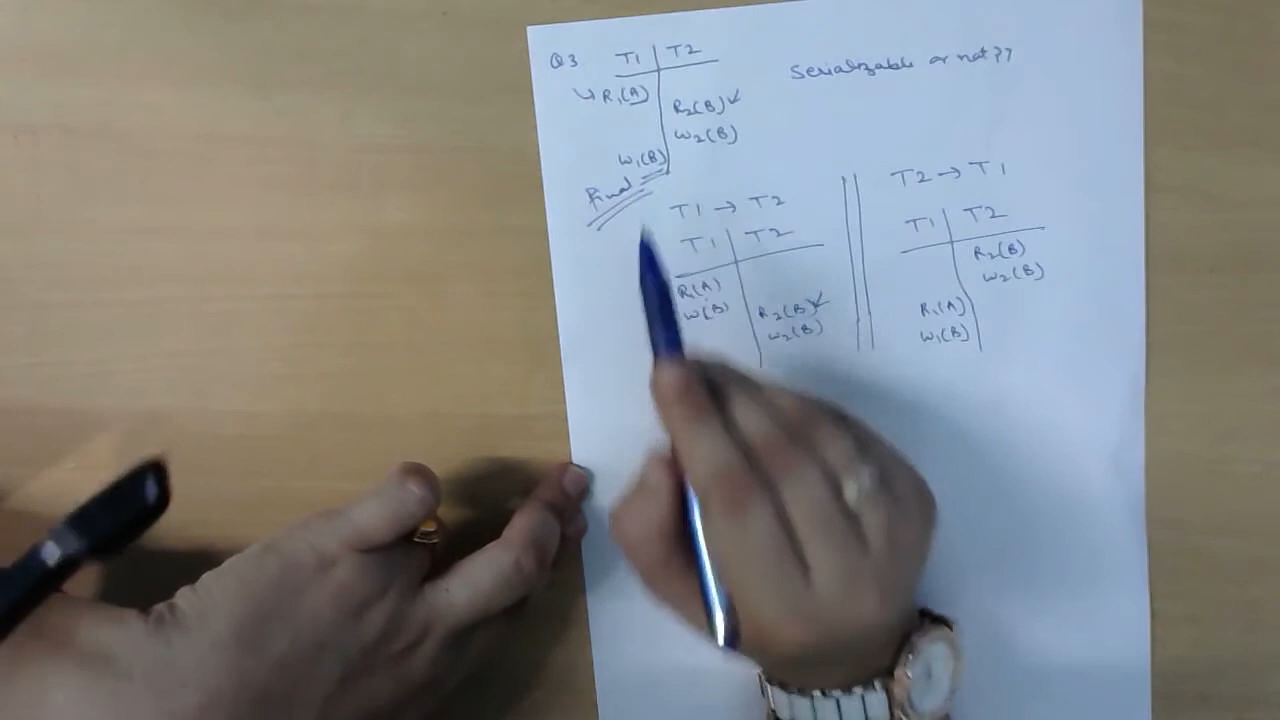 Q3 T1 T2
Serializable or not??
R1(A)
R2(B)
W2(B)
W1(B)
Final
T1 → T2
T1 T2
R1(A)
W(B)
R2(B)
W2(B)
T2 → T1
T1 T2
R2(B)
W2(B)
R1(A)
W1(B)